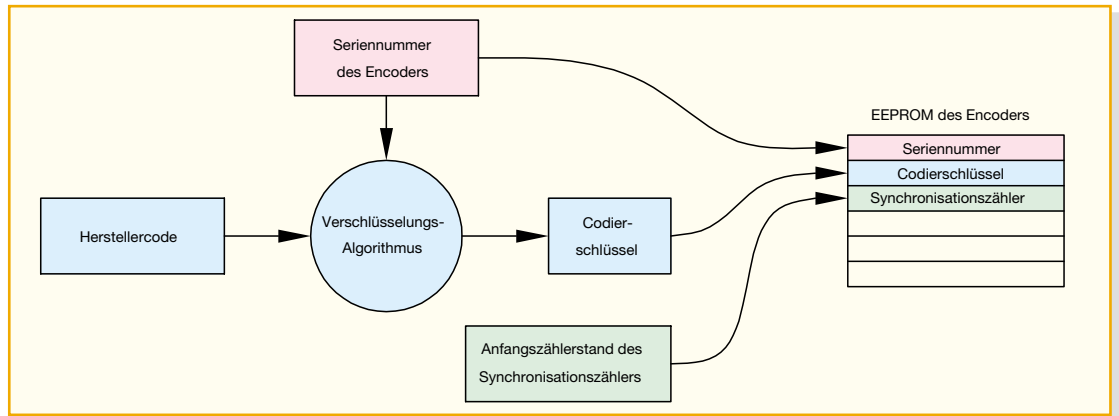 Seriennummer
des Encoders
EEPROM des Encoders
Seriennummer
Codierschlüssel
Synchronisationszähler
Herstellercode
Verschlüsselungs-
Algorithmus
Codier-
schlüssel
Anfangszählerstand des
Synchronisationszählers